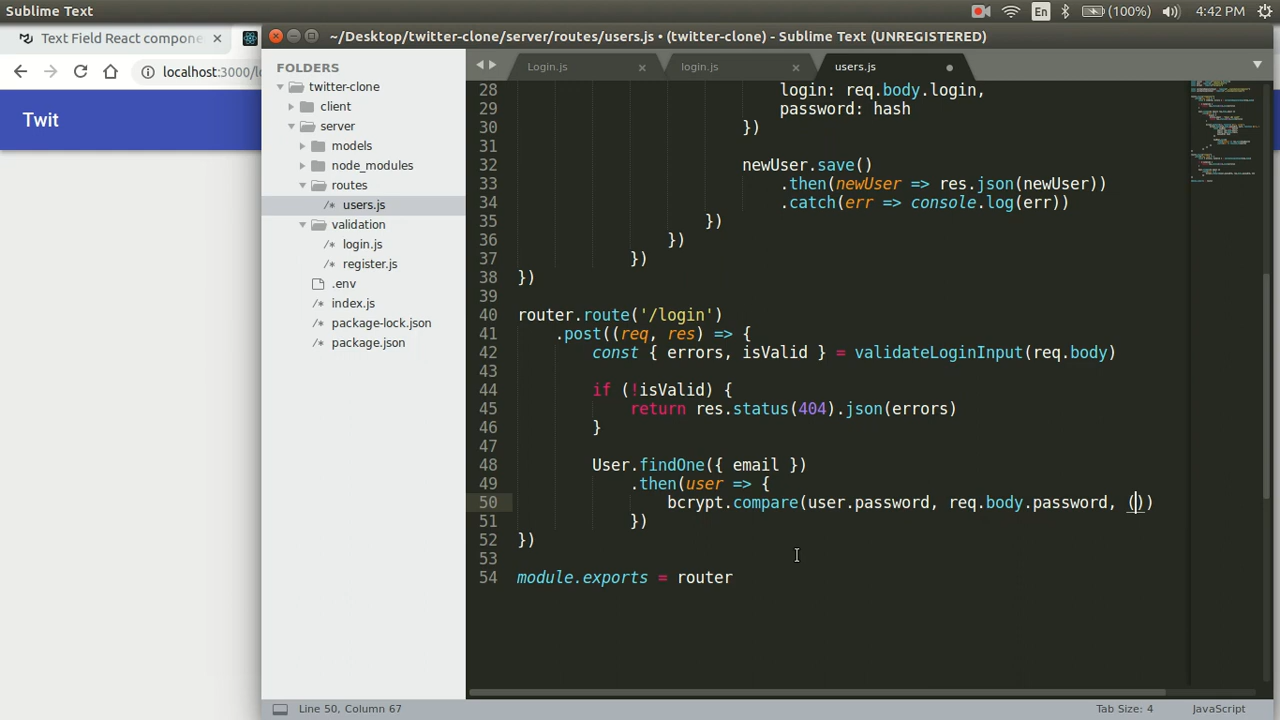 Sublime Text
En
(100%)
4:42 PM
Text Field React compone
localhost:3000/l
Twit
~/Desktop/twitter-clone/server/routes/users.js • (twitter-clone) - Sublime Text (UNREGISTERED)
FOLDERS
twitter-clone
client
server
models
node_modules
routes
/* users.js
validation
/* login.js
/* register.js
.env
/* index.js
/* package-lock.json
/* package.json
Login.js
login.js
users.js
28 login: req.body.login,
29 password: hash
30 })
31
32 newUser.save()
33 .then(newUser => res.json(newUser))
34 .catch(err => console.log(err))
35 })
36 })
37 })
38 })
39
40 router.route('/login')
41 .post((req, res) => {
42 const { errors, isValid } = validateLoginInput(req.body)
43
44 if (!isValid) {
45 return res.status(404).json(errors)
46 }
47
48 User.findOne({ email })
49 .then(user => {
50 bcrypt.compare(user.password, req.body.password, ())
51 })
52 })
53
54 module.exports = router
Line 50, Column 67
Tab Size: 4
JavaScript